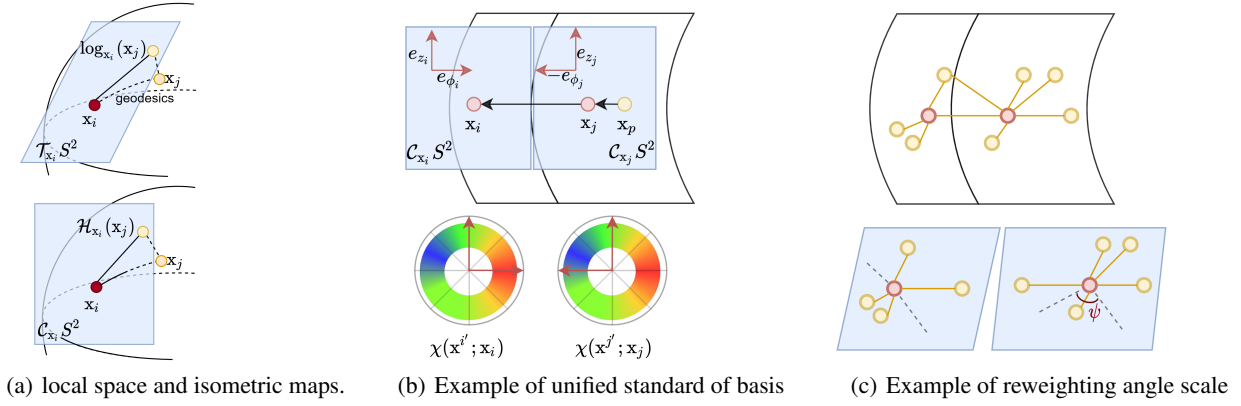 log_{x_i}(x_j)
x_j
geodesics
x_i
𝒯_{x_i} S^2
ℋ_{x_i}(x_j)
x_j
x_i
𝒞_{x_i} S^2
(a) local space and isometric maps.
e_{z_i}
e_{ϕ_i}
e_{z_j}
−e_{ϕ_j}
x_i
x_j
x_p
𝒞_{x_i} S^2
𝒞_{x_j} S^2
χ(x^{i'}; x_i)
χ(x^{j'}; x_j)
(b) Example of unified standard of basis
ψ
(c) Example of reweighting angle scale